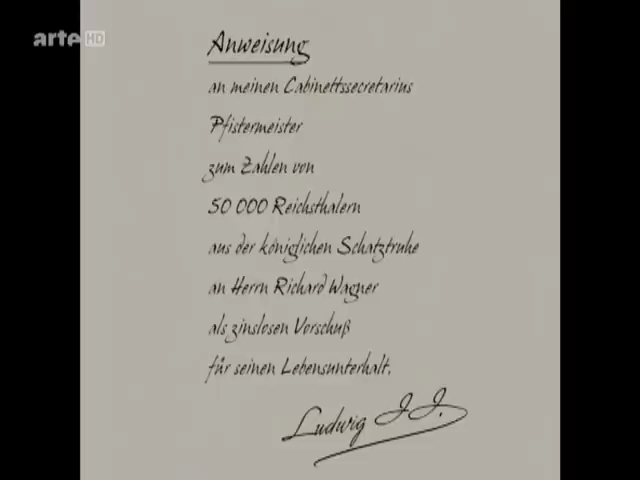 arte HD
Anweisung
an meinen Cabinettssecretarius
Pfistermeister
zum Zahlen von
50 000 Reichsthalern
aus der königlichen Schatztruhe
an Herrn Richard Wagner
als zinslosen Vorschuß
für seinen Lebensunterhalt.
Ludwig II.